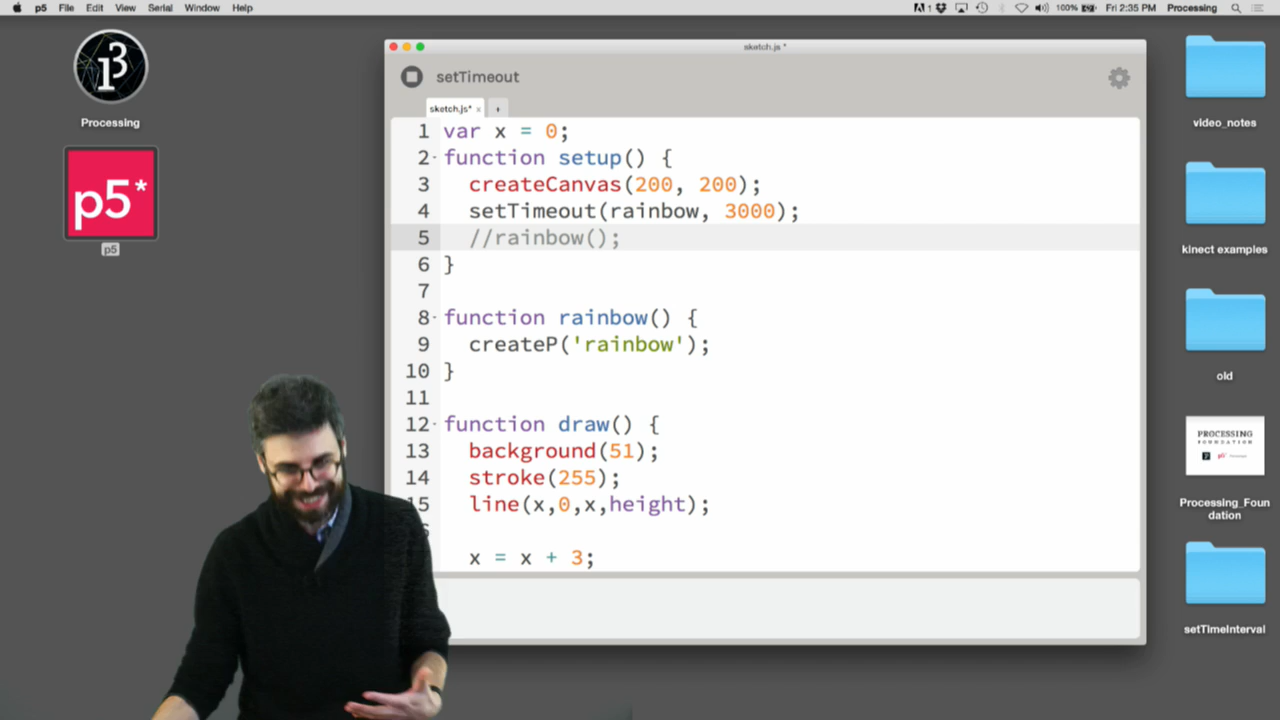 p5 File Edit View Serial Window Help
1 100% Fri 2:35 PM Processing
Processing
p5*
p5
sketch.js *
setTimeout
sketch.js* ×
1 var x = 0;
2 function setup() {
3 createCanvas(200, 200);
4 setTimeout(rainbow, 3000);
5 //rainbow();
6 }
7
8 function rainbow() {
9 createP('rainbow');
10 }
11
12 function draw() {
13 background(51);
14 stroke(255);
15 line(x,0,x,height);
x = x + 3;
video_notes
kinect examples
old
PROCESSING
FOUNDATION
Processing_Foun
dation
setTimeInterval